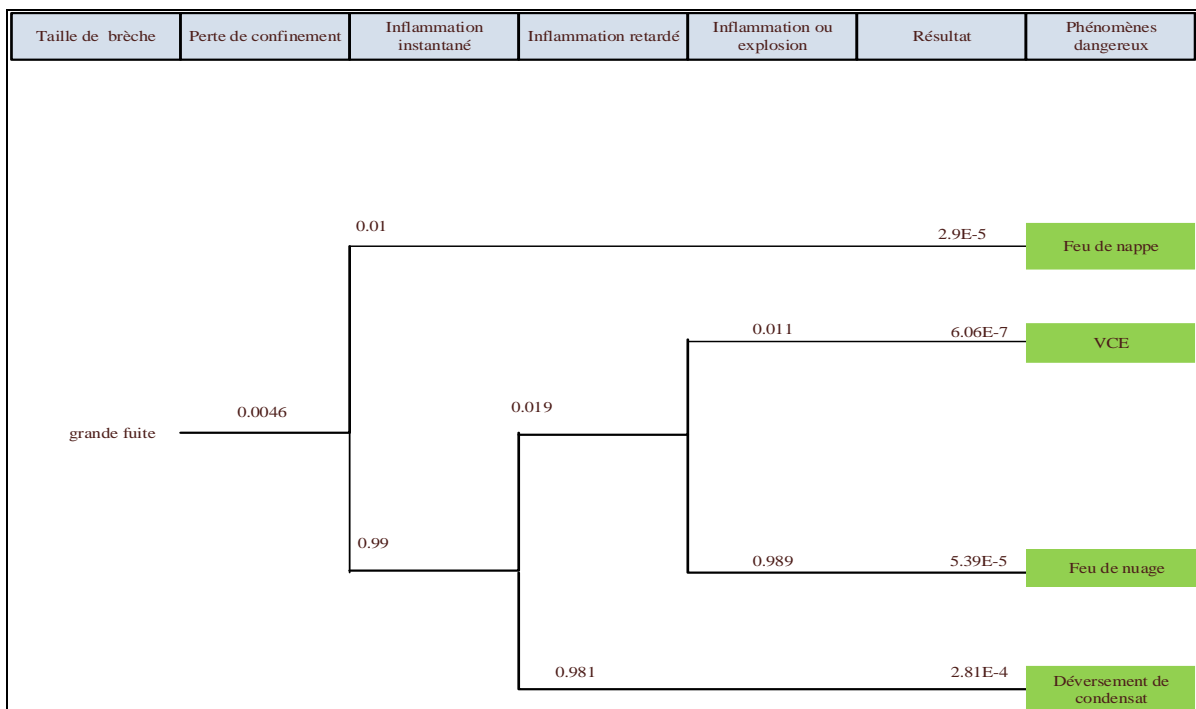 Taille de brèche
Perte de confinement
Inflammation
instantané
Inflammation retardé
Inflammation ou
explosion
Résultat
Phénomènes
dangereux
0.01
2.9E-5
Feu de nappe
0.011
6.06E-7
VCE
0.0046
0.019
grande fuite
0.99
0.989
5.39E-5
Feu de nuage
0.981
2.81E-4
Déversement de
condensat